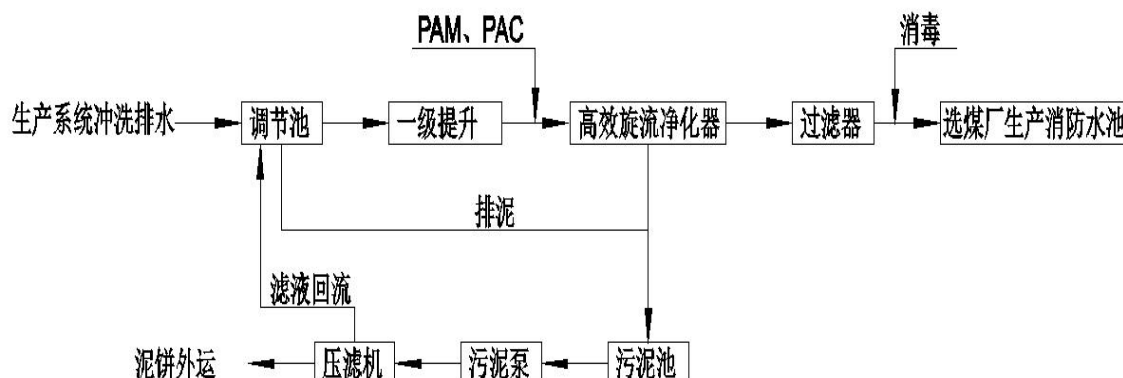 PAM、PAC
消毒
生产系统冲洗排水
调节池
一级提升
高效旋流净化器
过滤器
选煤厂生产消防水池
排泥
滤液回流
泥饼外运
压滤机
污泥泵
污泥池